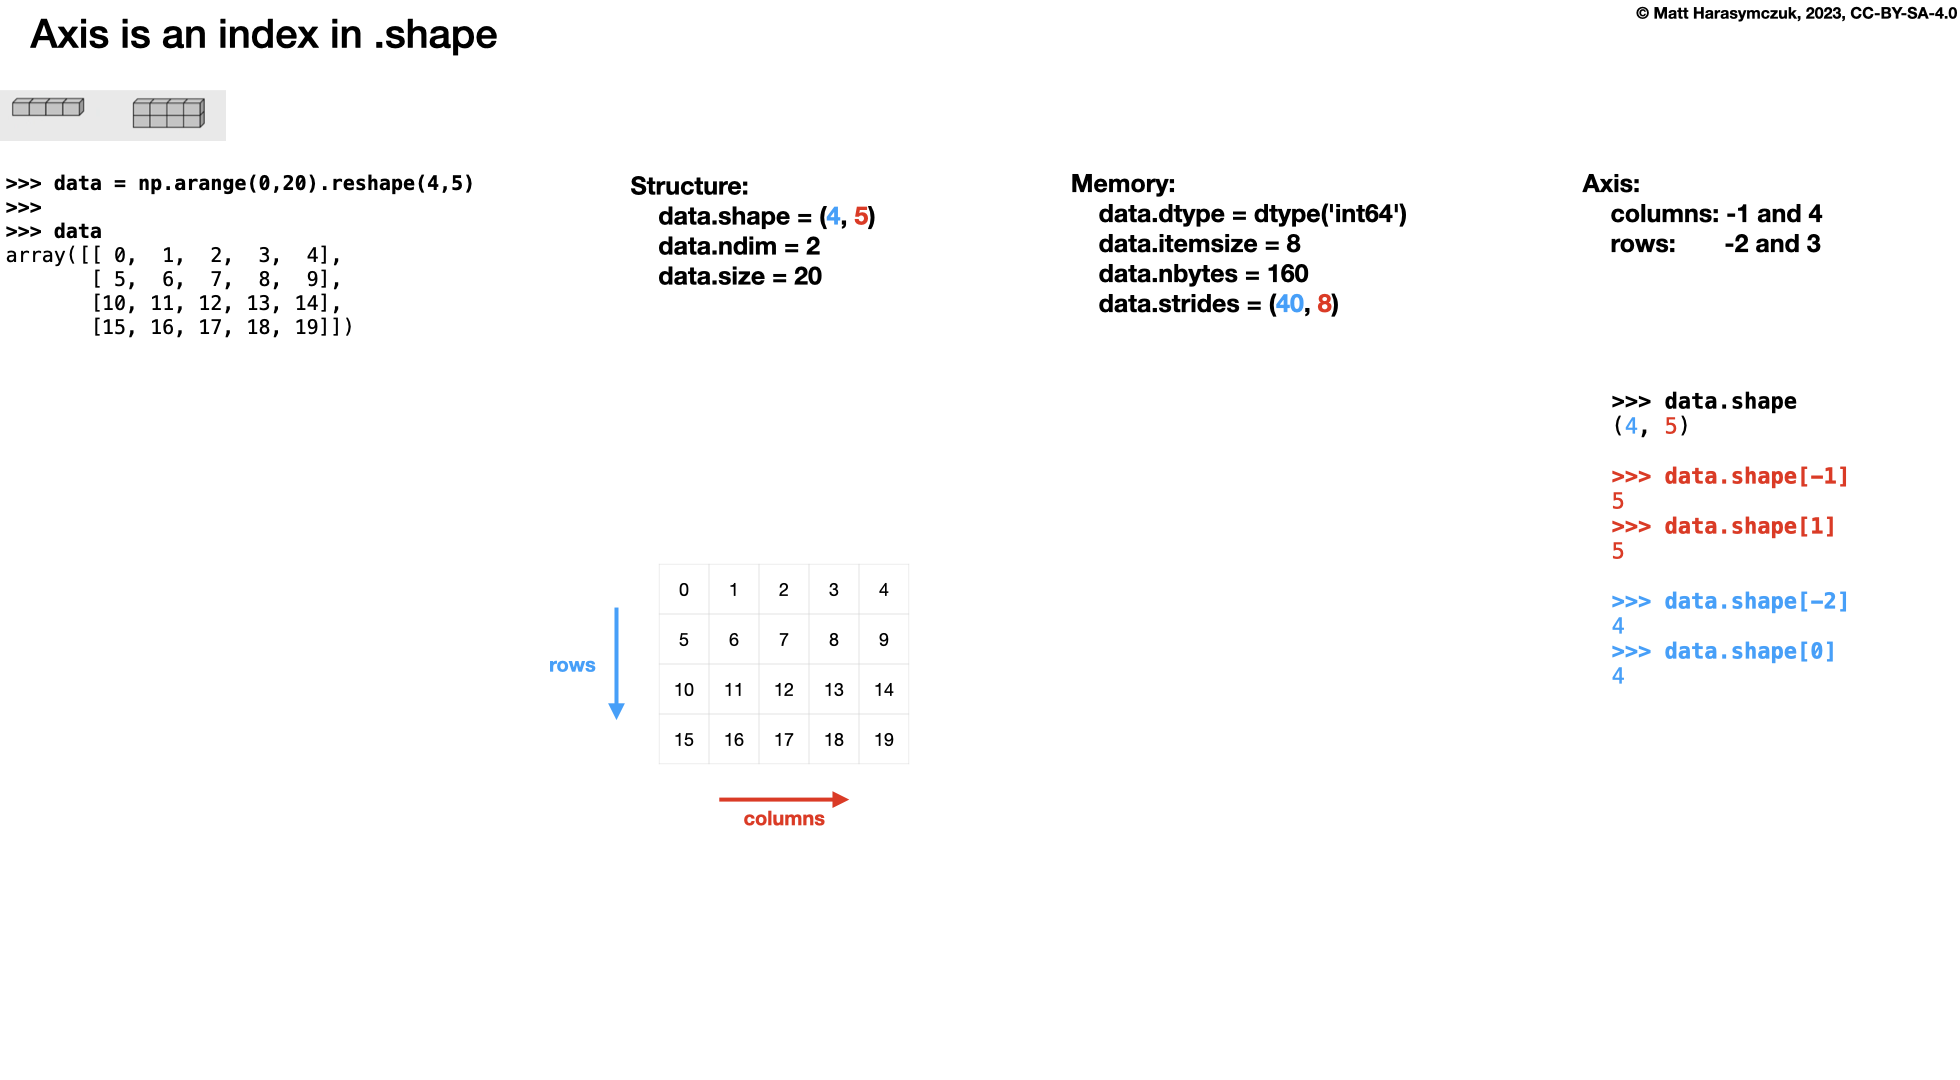 © Matt Harasymczuk, 2023, CC-BY-SA-4.0
Axis is an index in .shape
>>> data = np.arange(0,20).reshape(4,5)
>>>
>>> data
array([[ 0,  1,  2,  3,  4],
       [ 5,  6,  7,  8,  9],
       [10, 11, 12, 13, 14],
       [15, 16, 17, 18, 19]])
Structure:
data.shape = (4, 5)
data.ndim = 2
data.size = 20
Memory:
data.dtype = dtype('int64')
data.itemsize = 8
data.nbytes = 160
data.strides = (40, 8)
Axis:
columns: -1 and 4
rows: -2 and 3
>>> data.shape
(4, 5)
>>> data.shape[-1]
5
>>> data.shape[1]
5
>>> data.shape[-2]
4
>>> data.shape[0]
4
0 1 2 3 4
5 6 7 8 9
rows
10 11 12 13 14
15 16 17 18 19
columns